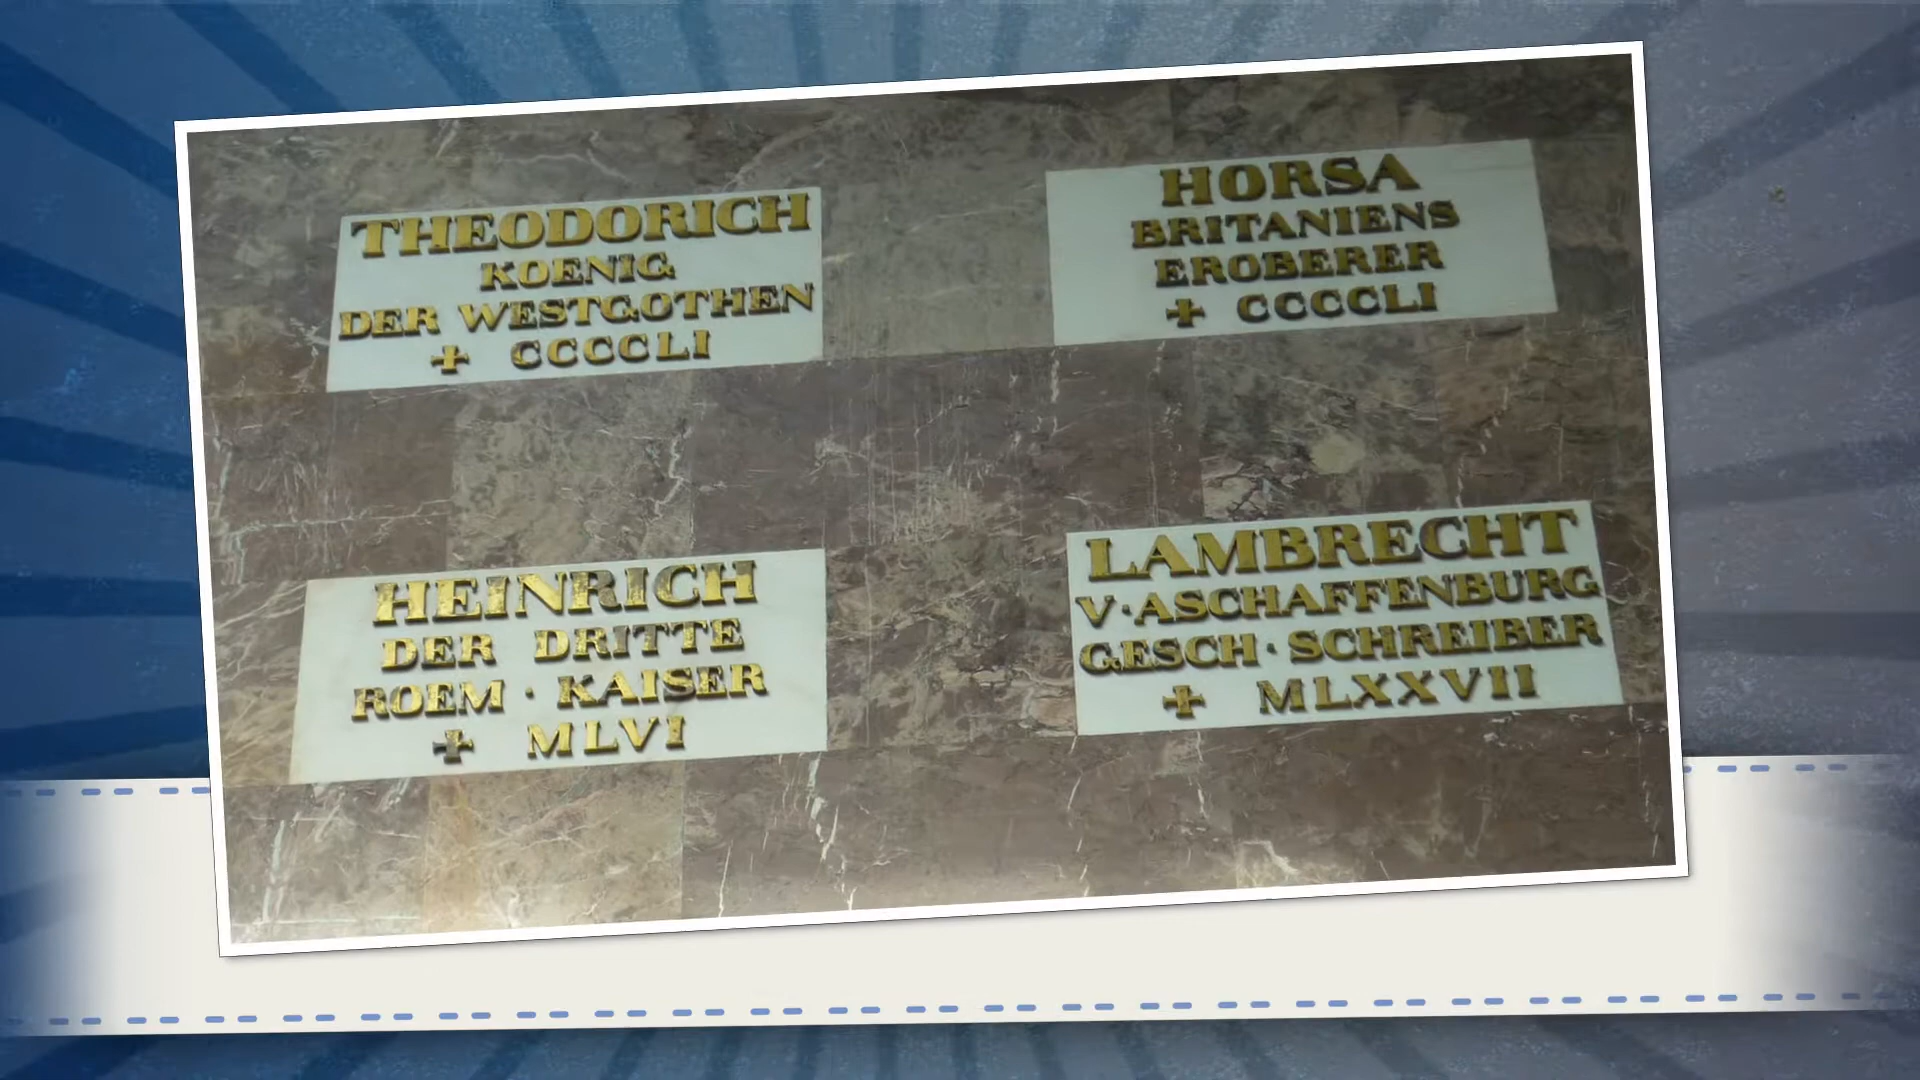 THEODORICH
KOENIG
DER WESTGOTHEN
+ CCCCLI
HORSA
BRITANIENS
EROBERER
+ CCCCLI
HEINRICH
DER DRITTE
ROEM · KAISER
+ MLVI
LAMBRECHT
V·ASCHAFFENBURG
GESCH·SCHREIBER
+ MLXXVII